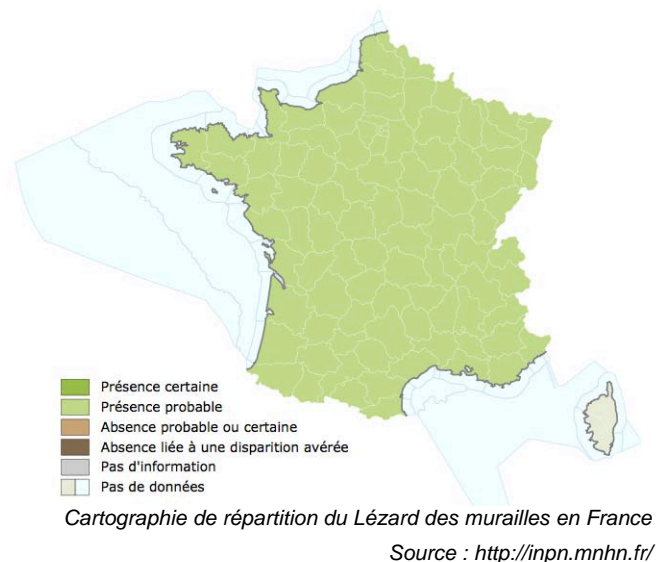 Présence certaine
Présence probable
Absence probable ou certaine
Absence liée à une disparition avérée
Pas d'information
Pas de données
Cartographie de répartition du Lézard des murailles en France
Source : http://inpn.mnhn.fr/